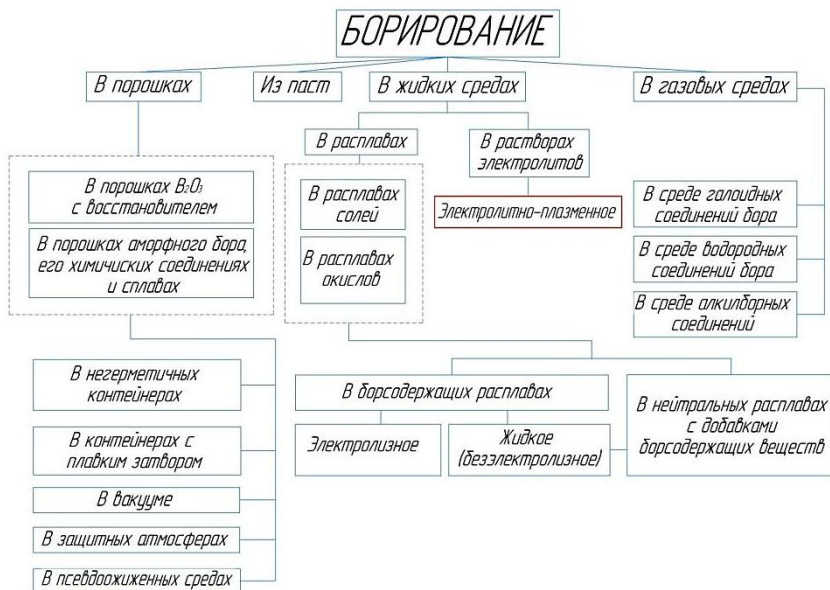 БОРИРОВАНИЕ
В порошках
Из паст
В жидких средах
В газовых средах
В расплавах
В растворах
электролитов
В порошках B₂O₃
с восстановителем
В порошках аморфного бора,
его химичиских соединениях
и сплавах
В расплавах
солей
В расплавах
окислов
Электролитно-плазменное
В среде галоидных
соединений бора
В среде водородных
соединений бора
В среде алкилборных
соединений
В негерметичных
контейнерах
В контейнерах с
плавким затвором
В вакууме
В защитных атмосферах
В псевдоожиженных средах
В борсодержащих расплавах
Электролизное
Жидкое
(безэлектролизное)
В нейтральных расплавах
с добавками
борсодержащих веществ